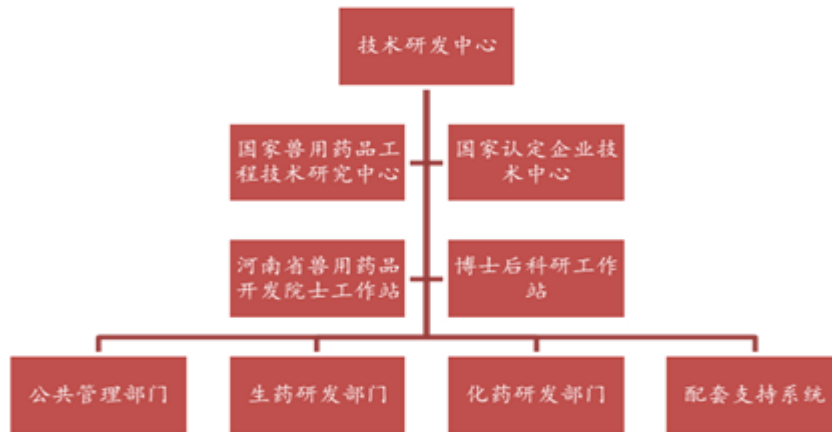 技术研发中心
国家兽用药品工
程技术研究中心
国家认定企业技
术中心
河南省兽用药品
开发院士工作站
博士后科研工作
站
公共管理部门
生药研发部门
化药研发部门
配套支持系统